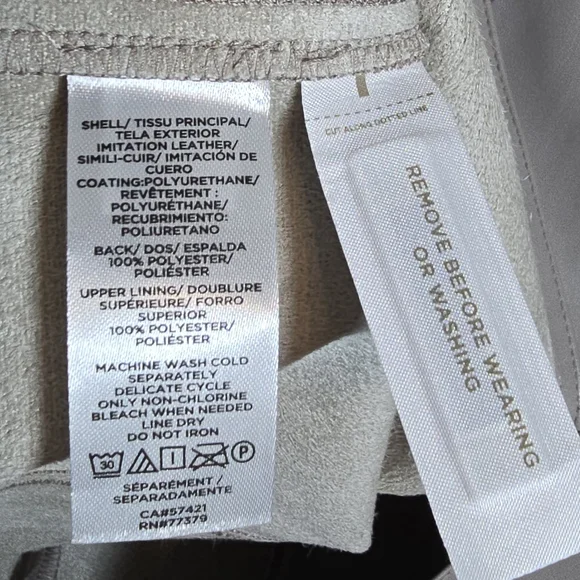 SHELL/ TISSU PRINCIPAL/
TELA EXTERIOR
IMITATION LEATHER/
SIMILI-CUIR/ IMITACIÓN DE
CUERO
COATING:POLYURETHANE/
REVÊTEMENT :
POLYURÉTHANE/
RECUBRIMIENTO:
POLIURETANO
BACK/ DOS/ ESPALDA
100% POLYESTER/
POLIÉSTER
UPPER LINING/ DOUBLURE
SUPÉRIEURE/ FORRO
SUPERIOR
100% POLYESTER/
POLIÉSTER
MACHINE WASH COLD
SEPARATELY
DELICATE CYCLE
ONLY NON-CHLORINE
BLEACH WHEN NEEDED
LINE DRY
DO NOT IRON
30 P
SÉPARÉMENT/
SEPARADAMENTE
CA#57421
RN#77379
CUT ALONG DOTTED LINE
REMOVE BEFORE WEARING
OR WASHING